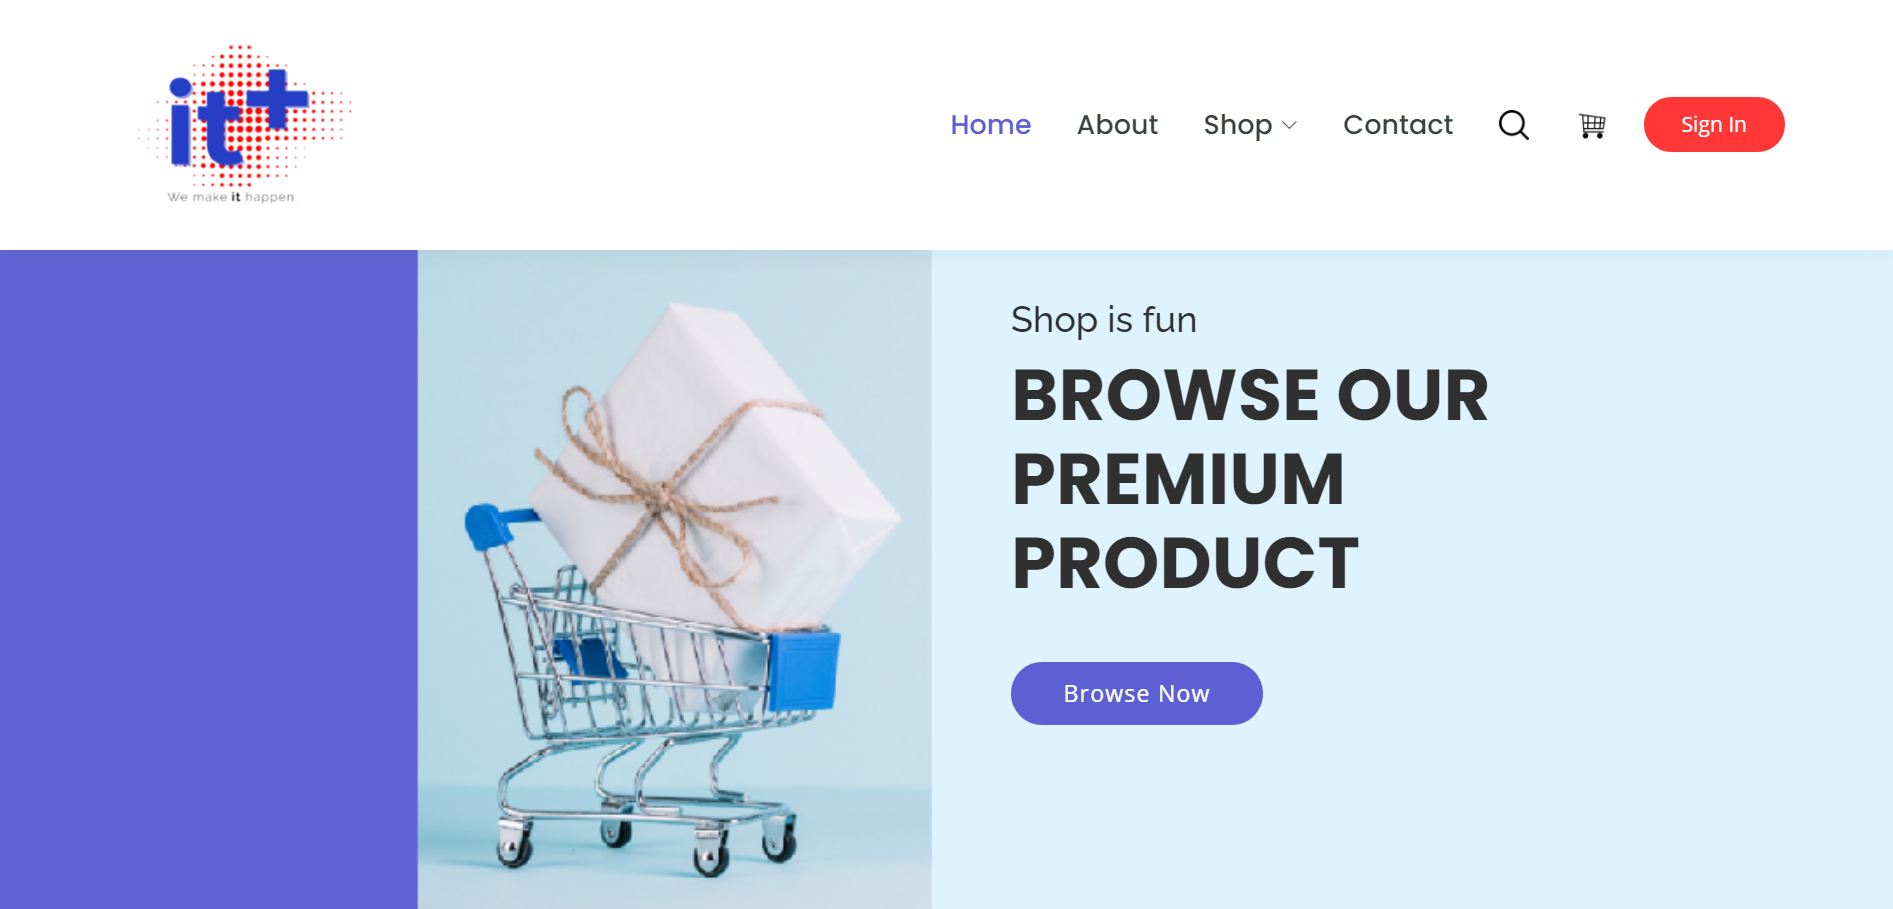 it+
We make it happen.
Home About Shop Contact Sign In
Shop is fun
BROWSE OUR
PREMIUM
PRODUCT
Browse Now